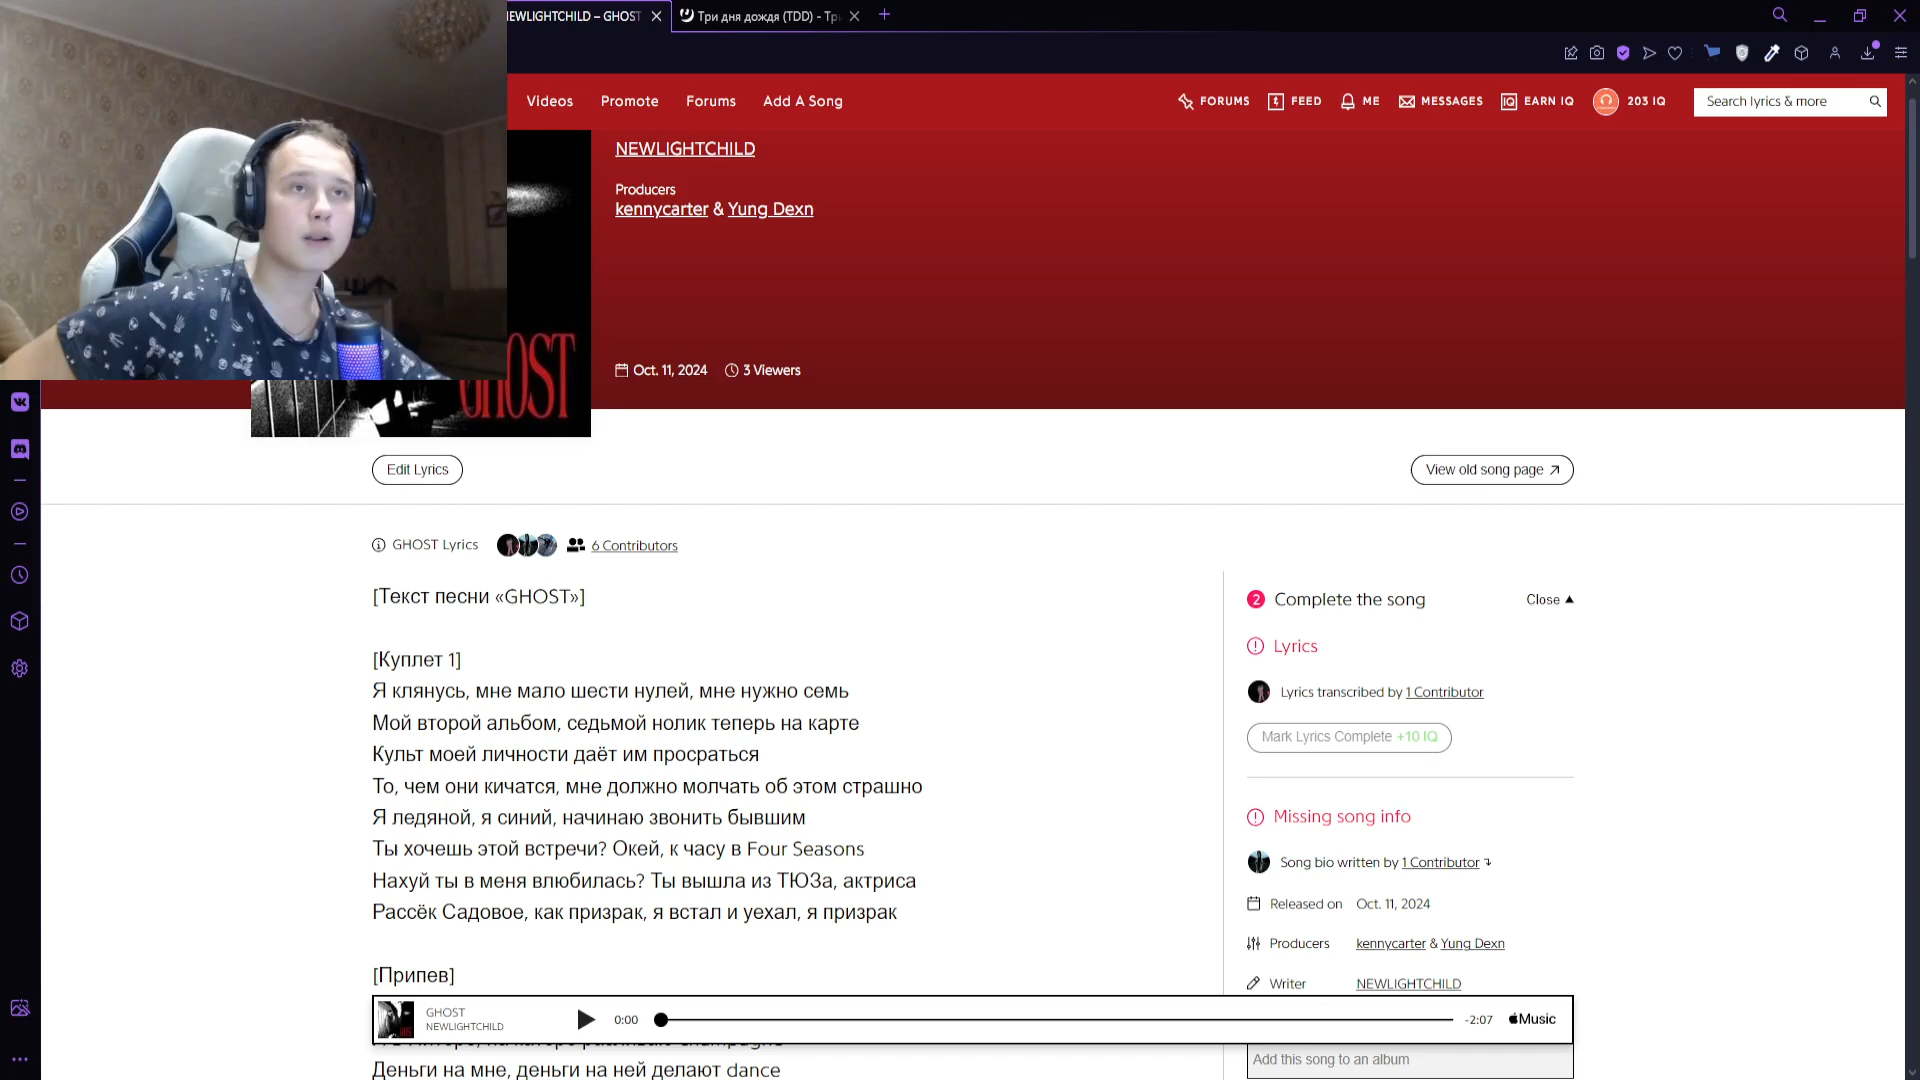 NEWLIGHTCHILD – GHOST
Три дня дождя (TDD) - Тр
Videos
Promote
Forums
Add A Song
FORUMS
FEED
ME
MESSAGES
EARN IQ
203 IQ
Search lyrics & more
NEWLIGHTCHILD
Producers
kennycarter & Yung Dexn
GHOST
Oct. 11, 2024
3 Viewers
Edit Lyrics
View old song page
GHOST Lyrics
6 Contributors
[Текст песни «GHOST»]
[Куплет 1]
Я клянусь, мне мало шести нулей, мне нужно семь
Мой второй альбом, седьмой нолик теперь на карте
Культ моей личности даёт им просраться
То, чем они кичатся, мне должно молчать об этом страшно
Я ледяной, я синий, начинаю звонить бывшим
Ты хочешь этой встречи? Окей, к часу в Four Seasons
Нахуй ты в меня влюбилась? Ты вышла из ТЮЗа, актриса
Рассёк Садовое, как призрак, я встал и уехал, я призрак
[Припев]
Деньги на мне, деньги на ней делают dance
2 Complete the song
Close
Lyrics
Lyrics transcribed by 1 Contributor
Mark Lyrics Complete +10 IQ
Missing song info
Song bio written by 1 Contributor
Released on Oct. 11, 2024
Producers kennycarter & Yung Dexn
Writer NEWLIGHTCHILD
Add this song to an album
GHOST
NEWLIGHTCHILD
0:00
-2:07
Music